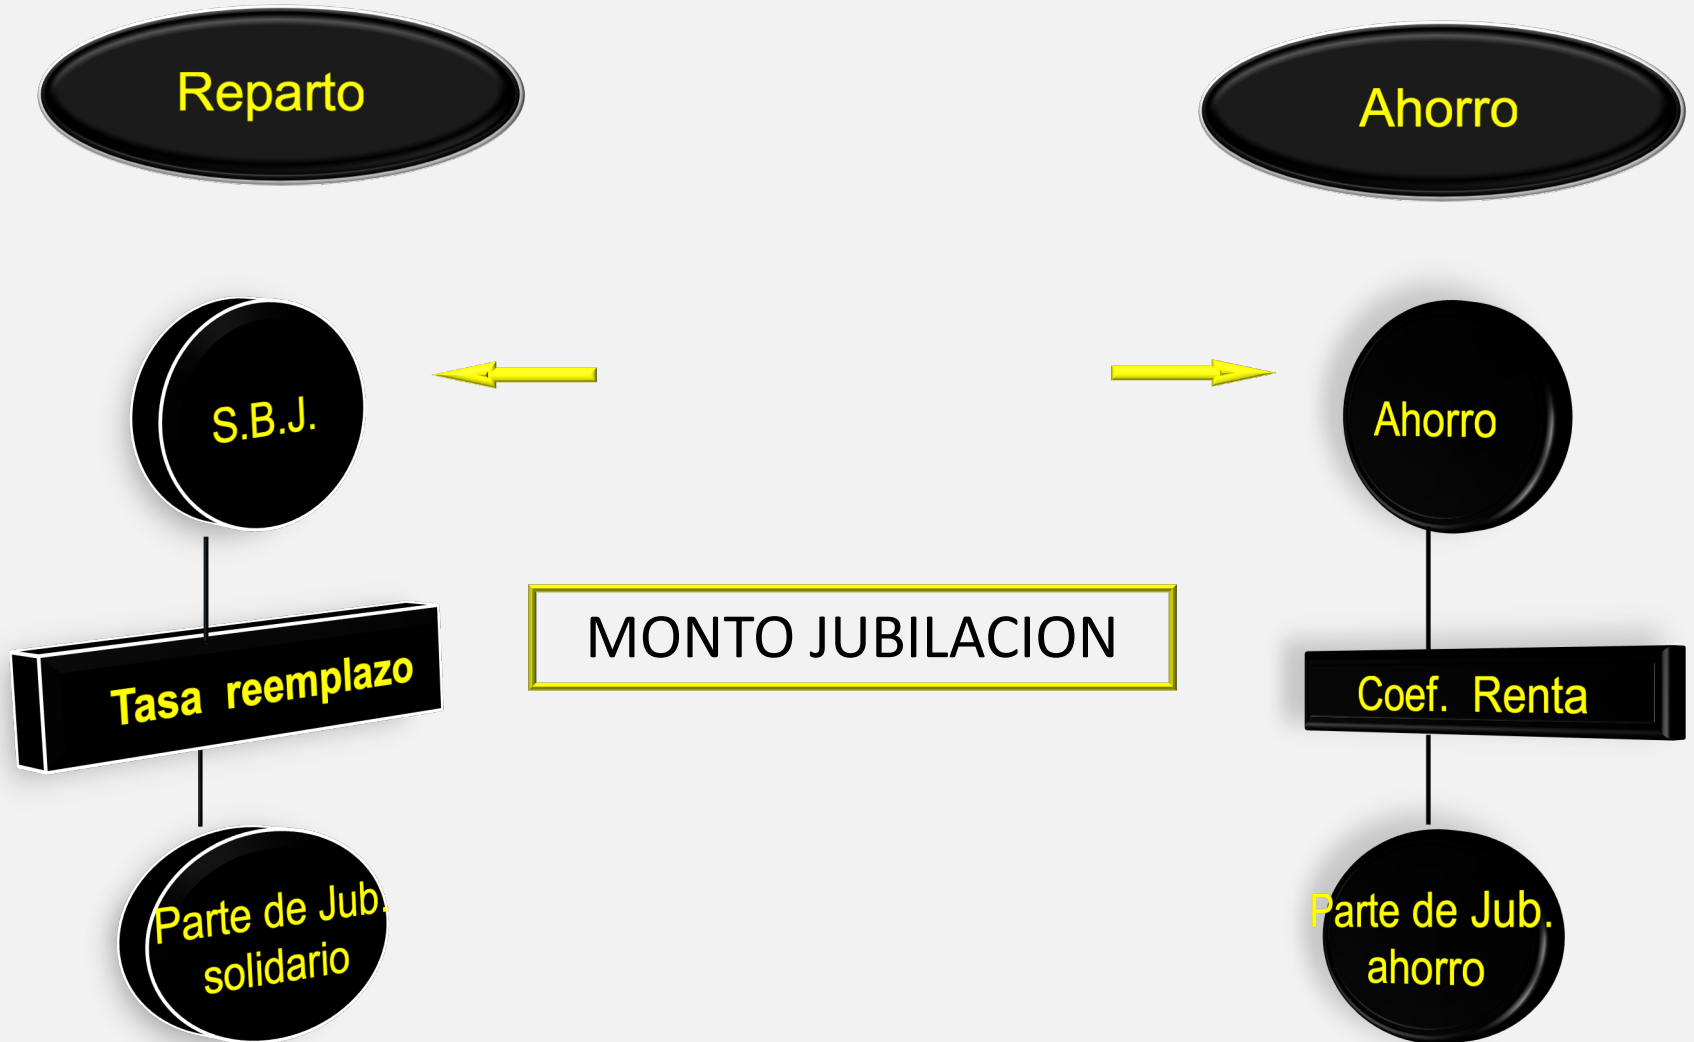 Reparto
Ahorro
S.B.J.
Ahorro
MONTO JUBILACION
Tasa reemplazo
Coef. Renta
Parte de Jub.
solidario
Parte de Jub.
ahorro